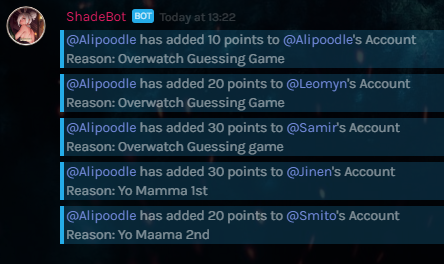 ShadeBot BOT Today at 13:22
@Alipoodle has added 10 points to @Alipoodle's Account
Reason: Overwatch Guessing Game
@Alipoodle has added 20 points to @Leomyn's Account
Reason: Overwatch Guessing Game
@Alipoodle has added 30 points to @Samir's Account
Reason: Overwatch Guessing game
@Alipoodle has added 30 points to @Jinen's Account
Reason: Yo Mamma 1st
@Alipoodle has added 20 points to @Smito's Account
Reason: Yo Maama 2nd